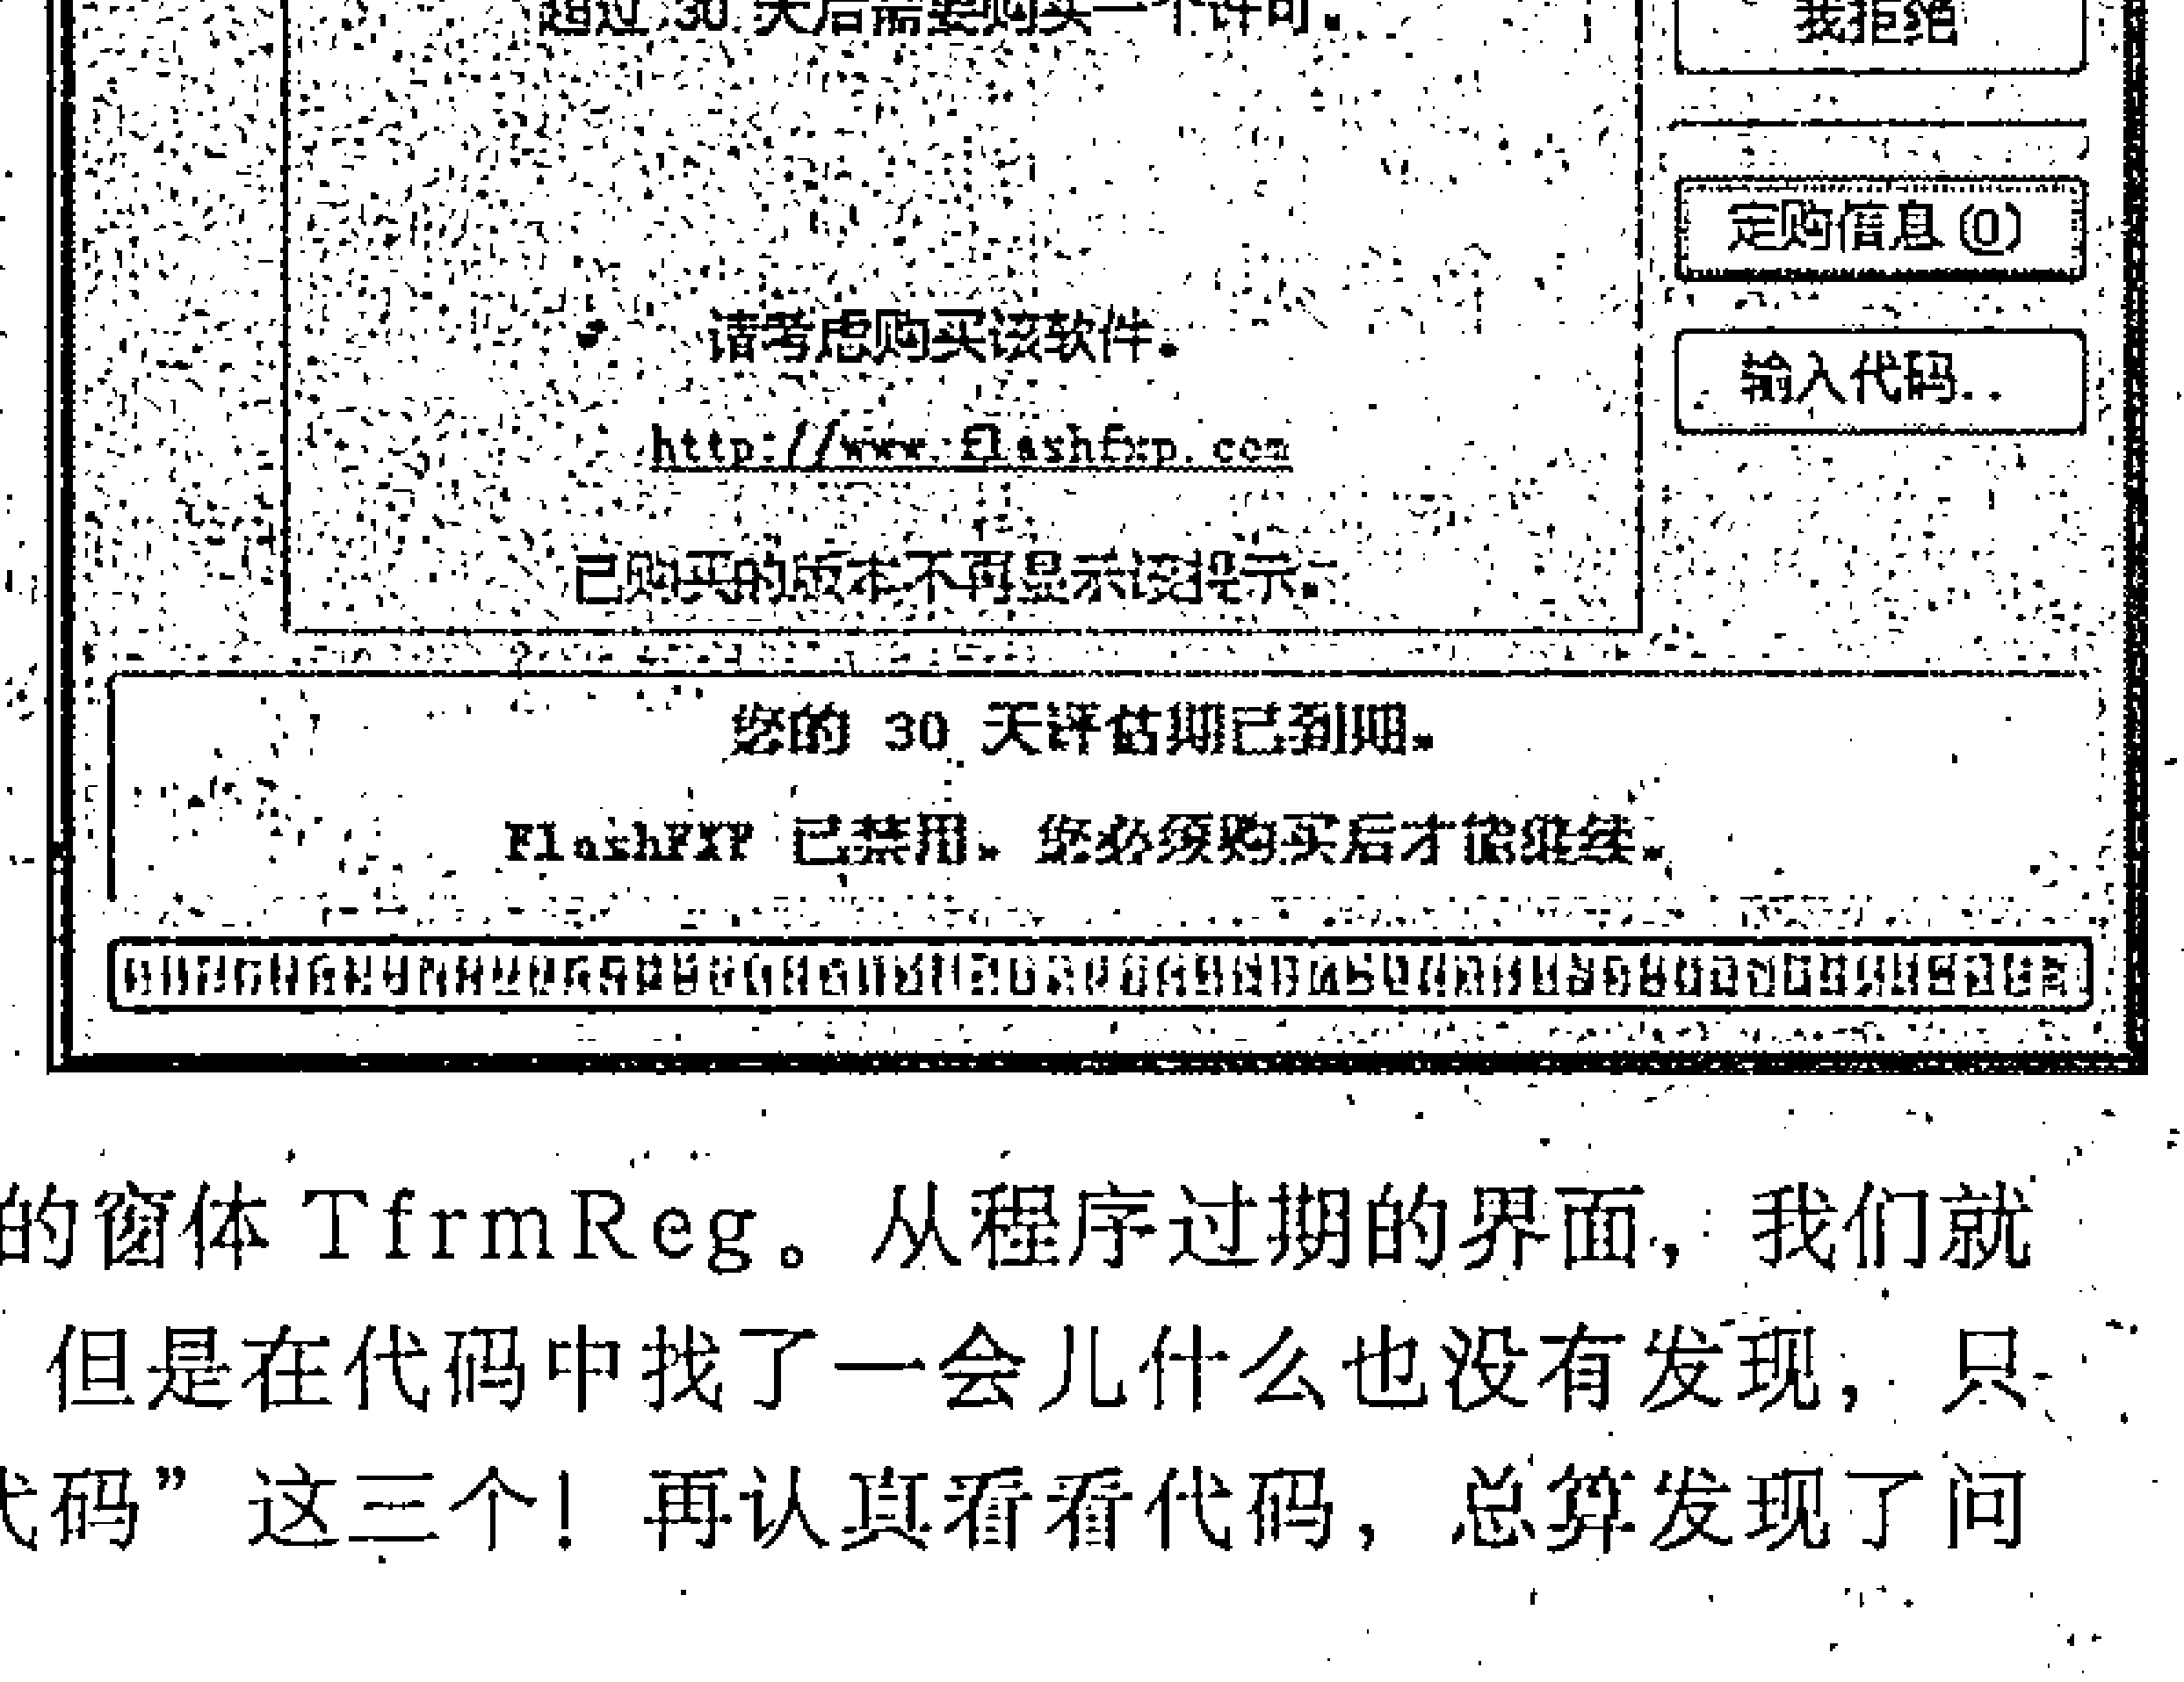 超过 30 天后需要购买一个许可。
我拒绝
定购信息(O)
请考虑购买该软件。
输入代码..
http://www.flashfxp.com
已购买的版本不再显示该提示。
您的 30 天评估期已到期。
FlashFXP 已禁用。您必须购买后才能继续。
的窗体 TfrmReg。从程序过期的界面，我们就
但是在代码中找了一会儿什么也没有发现，只
代码”这三个！再认真看看代码，总算发现了问